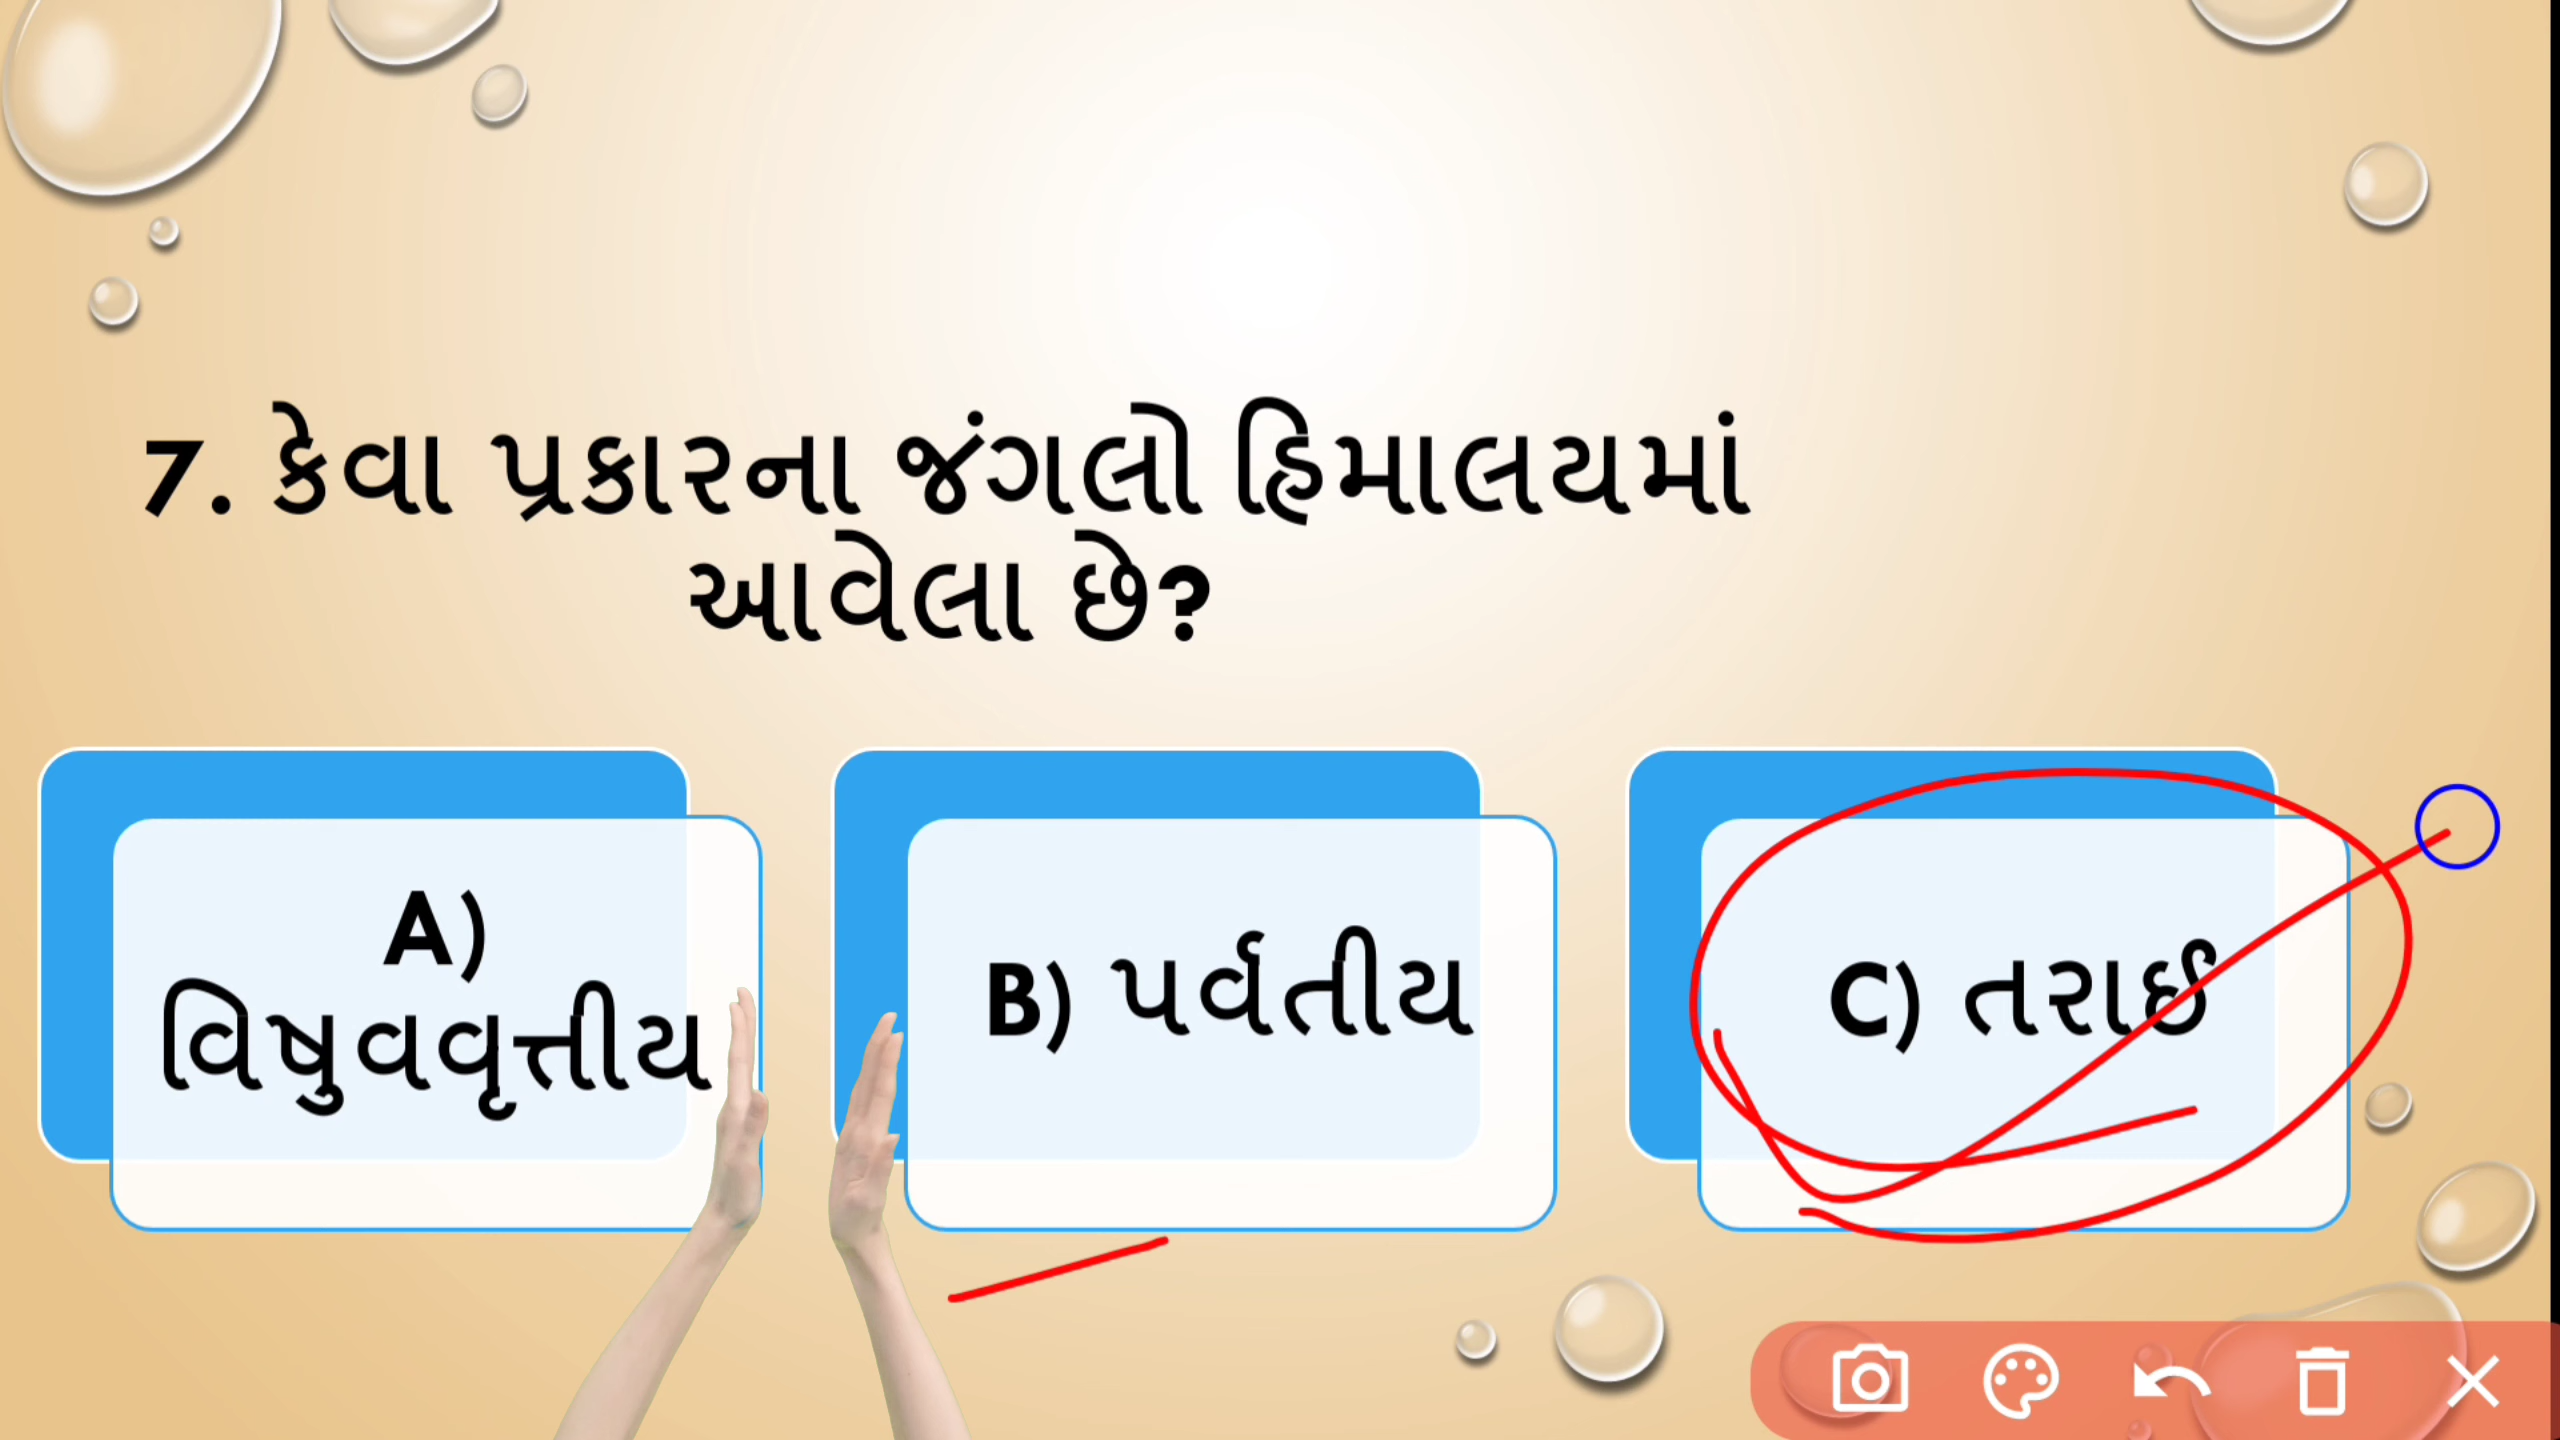 7. કેવા પ્રકારના જંગલો હિમાલયમાં
આવેલા છે?
A)
વિષુવવૃત્તીય
B) પર્વતીય
C) તરાઈ